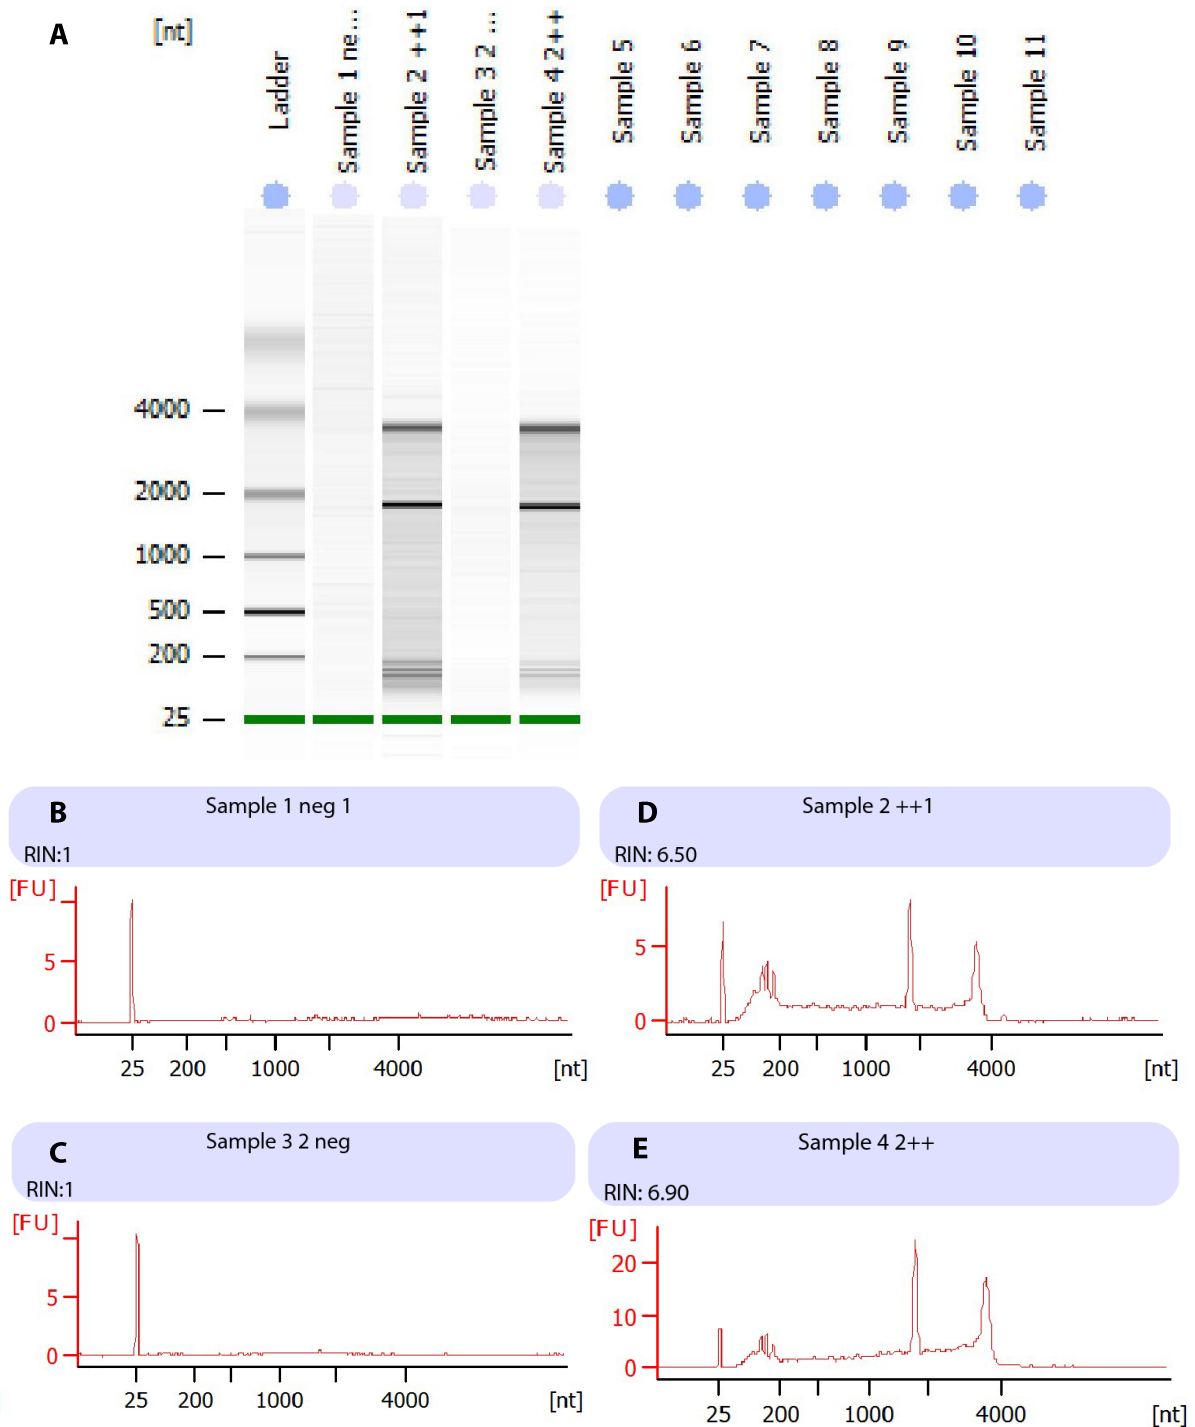 A
[nt]
Ladder
Sample 1 ne...
Sample 2 ++1
Sample 3 2 ...
Sample 4 2++
Sample 5
Sample 6
Sample 7
Sample 8
Sample 9
Sample 10
Sample 11
4000
2000
1000
500
200
25
B
Sample 1 neg 1
RIN:1
[FU]
5
0
25 200 1000 4000 [nt]
D
Sample 2 ++1
RIN: 6.50
[FU]
5
0
25 200 1000 4000 [nt]
C
Sample 3 2 neg
RIN:1
[FU]
5
0
25 200 1000 4000 [nt]
E
Sample 4 2++
RIN: 6.90
[FU]
20
10
0
25 200 1000 4000 [nt]